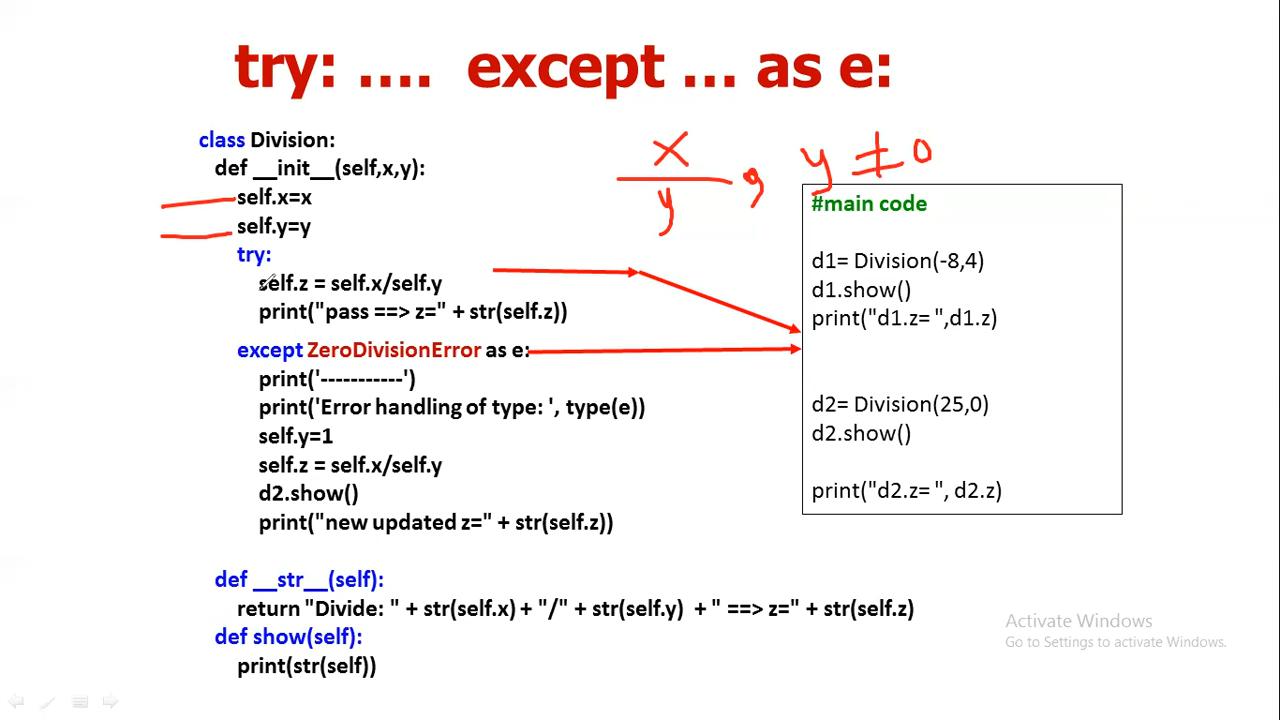 try: .... except ... as e:
class Division:
def __init__(self,x,y):
self.x=x
self.y=y
try:
self.z = self.x/self.y
print("pass ==> z=" + str(self.z))
except ZeroDivisionError as e:
print('-----------')
print('Error handling of type: ', type(e))
self.y=1
self.z = self.x/self.y
d2.show()
print("new updated z=" + str(self.z))
def __str__(self):
return "Divide: " + str(self.x) + "/" + str(self.y) + " ==> z=" + str(self.z)
def show(self):
print(str(self))
x
y , y ≠ 0
#main code
d1= Division(-8,4)
d1.show()
print("d1.z= ",d1.z)
d2= Division(25,0)
d2.show()
print("d2.z= ", d2.z)
Activate Windows
Go to Settings to activate Windows.